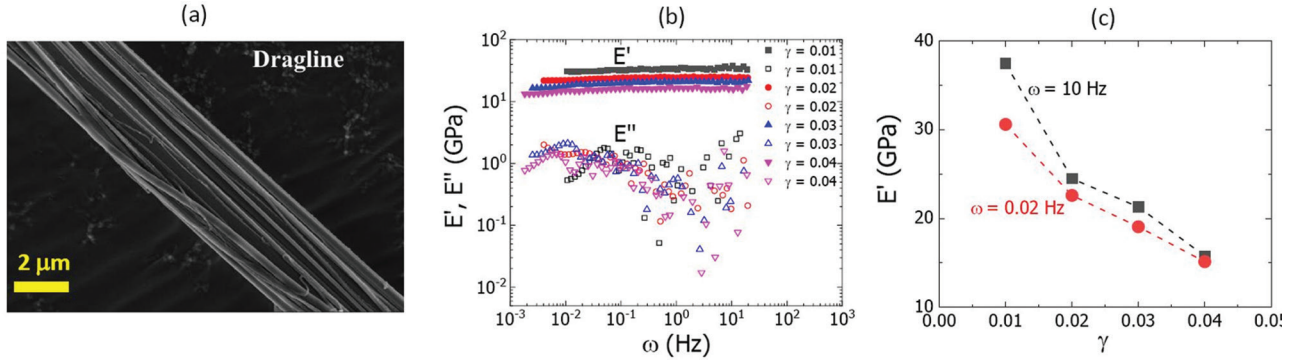 (a)
Dragline
2 μm
(b)
E', E" (GPa)
10²
10¹
10⁰
10⁻¹
10⁻²
E'
E"
γ = 0.01
γ = 0.01
γ = 0.02
γ = 0.02
γ = 0.03
γ = 0.03
γ = 0.04
γ = 0.04
10⁻³ 10⁻² 10⁻¹ 10⁰ 10¹ 10² 10³
ω (Hz)
(c)
E' (GPa)
40
30
20
10
ω = 10 Hz
ω = 0.02 Hz
0.00 0.01 0.02 0.03 0.04 0.05
γ